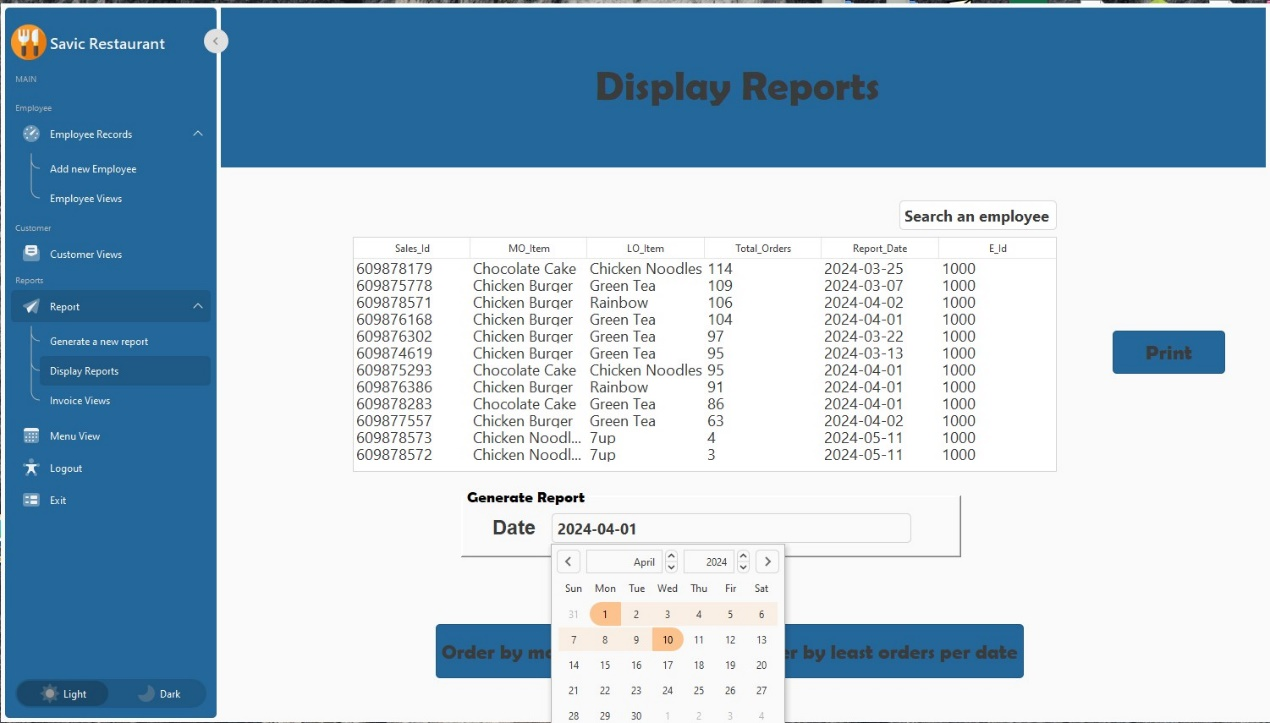 Savic Restaurant
MAIN
Employee
Employee Records
Add new Employee
Employee Views
Customer
Customer Views
Reports
Report
Generate a new report
Display Reports
Invoice Views
Menu View
Logout
Exit
Light Dark
Display Reports
Search an employee
Sales_Id MO_Item LO_Item Total_Orders Report_Date E_Id
609878179 Chocolate Cake Chicken Noodles 114 2024-03-25 1000
609875778 Chicken Burger Green Tea 109 2024-03-07 1000
609878571 Chicken Burger Rainbow 106 2024-04-02 1000
609876168 Chicken Burger Green Tea 104 2024-04-01 1000
609876302 Chicken Burger Green Tea 97 2024-03-22 1000
609874619 Chicken Burger Green Tea 95 2024-03-13 1000
609875293 Chocolate Cake Chicken Noodles 95 2024-04-01 1000
609876386 Chicken Burger Rainbow 91 2024-04-01 1000
609878283 Chocolate Cake Green Tea 86 2024-04-01 1000
609877557 Chicken Burger Green Tea 63 2024-04-02 1000
609878573 Chicken Noodl... 7up 4 2024-05-11 1000
609878572 Chicken Noodl... 7up 3 2024-05-11 1000
Print
Generate Report
Date 2024-04-01
April 2024
Sun Mon Tue Wed Thu Fir Sat
31 1 2 3 4 5 6
7 8 9 10 11 12 13
14 15 16 17 18 19 20
21 22 23 24 25 26 27
28 29 30 1 2 3 4
Order by by least orders per date